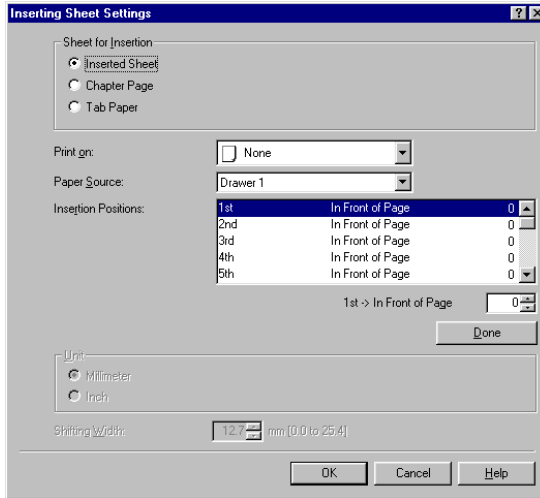 Inserting Sheet Settings
Sheet for Insertion
Inserted Sheet
Chapter Page
Tab Paper
Print on: None
Paper Source: Drawer 1
Insertion Positions: 1st In Front of Page 0
2nd In Front of Page 0
3rd In Front of Page 0
4th In Front of Page 0
5th In Front of Page 0
1st -> In Front of Page 0
Done
Unit
Millimeter
Inch
Shifting Width: 12.7 mm [0.0 to 25.4]
OK Cancel Help